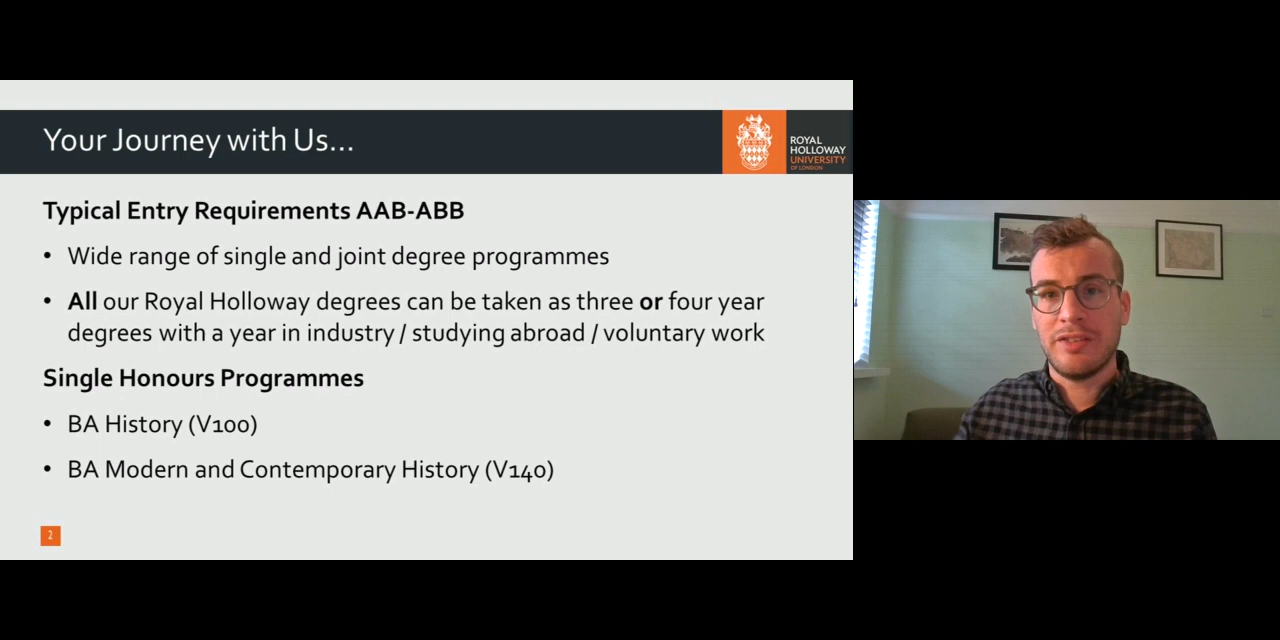 Your Journey with Us...
ROYAL
HOLLOWAY
UNIVERSITY
OF LONDON
Typical Entry Requirements AAB-ABB
• Wide range of single and joint degree programmes
• All our Royal Holloway degrees can be taken as three or four year
degrees with a year in industry / studying abroad / voluntary work
Single Honours Programmes
• BA History (V100)
• BA Modern and Contemporary History (V140)
2